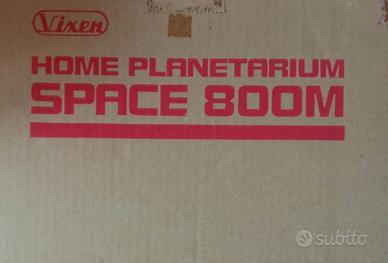 Vixen
HOME PLANETARIUM
SPACE 800M
subito